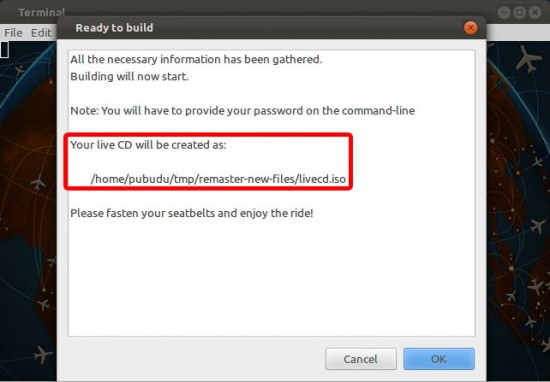 Terminal
File Edit
Ready to build
All the necessary information has been gathered.
Building will now start.
Note: You will have to provide your password on the command-line
Your live CD will be created as:
/home/pubudu/tmp/remaster-new-files/livecd.iso
Please fasten your seatbelts and enjoy the ride!
Cancel
OK